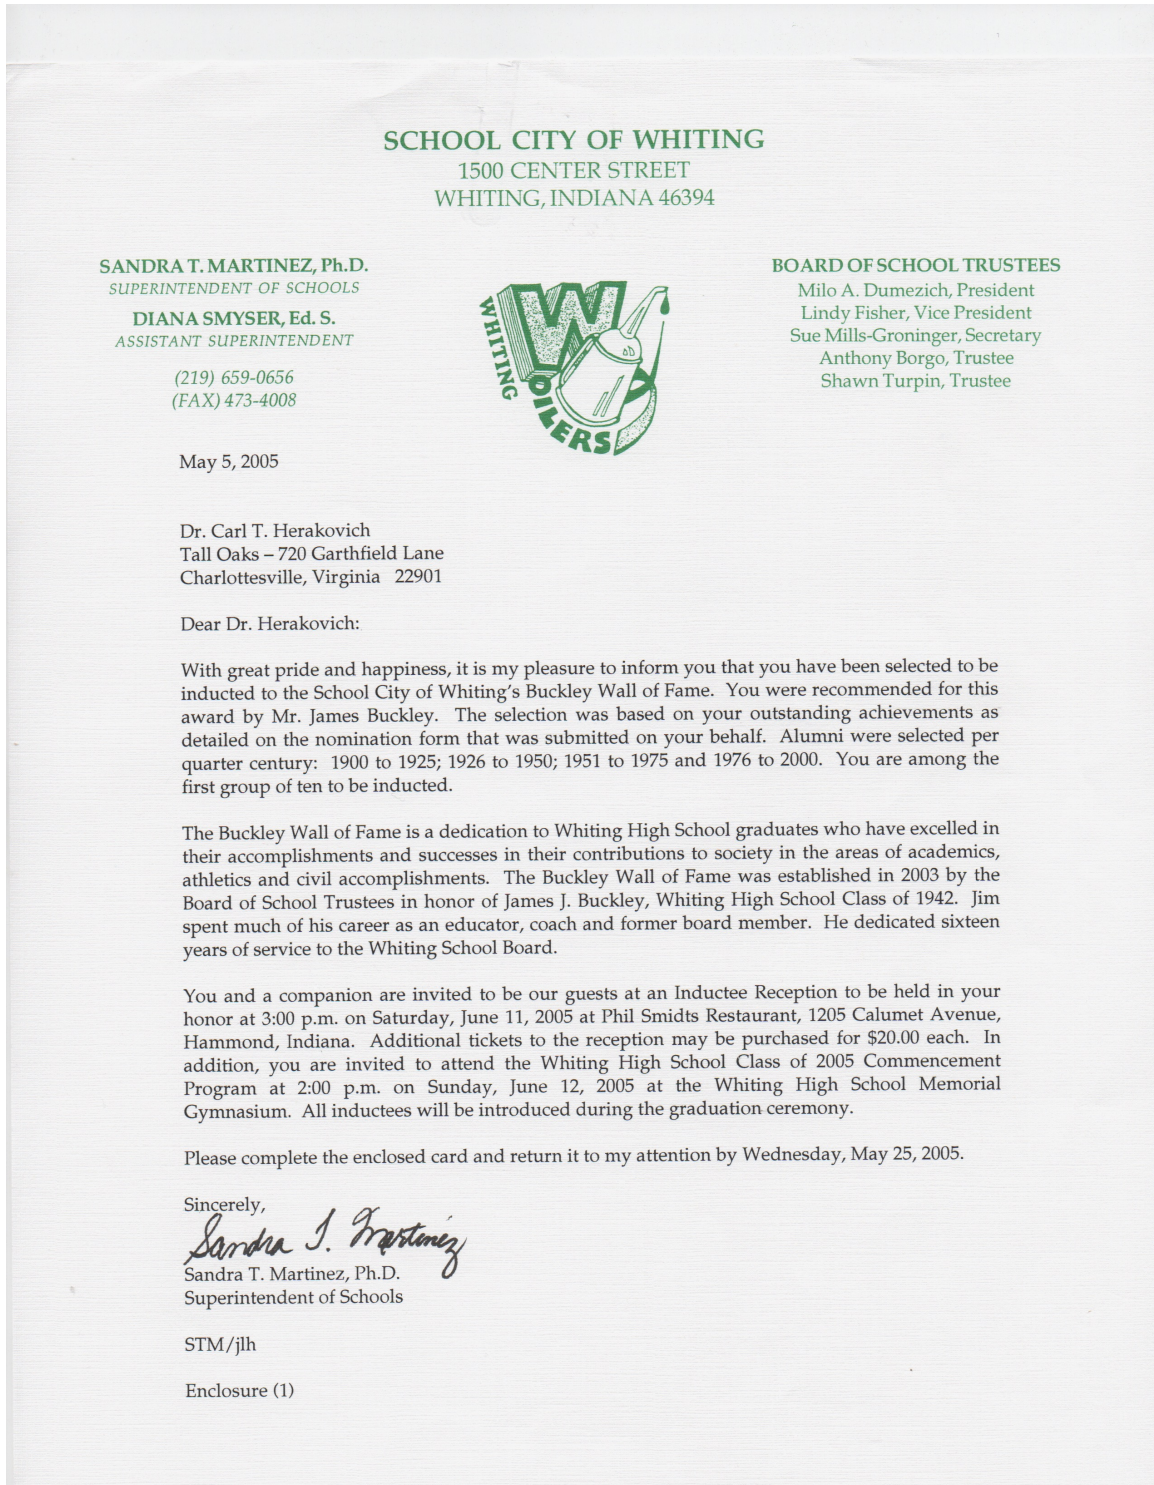 SCHOOL CITY OF WHITING
1500 CENTER STREET
WHITING, INDIANA 46394
SANDRA T. MARTINEZ, Ph.D.
SUPERINTENDENT OF SCHOOLS
DIANA SMYSER, Ed. S.
ASSISTANT SUPERINTENDENT
(219) 659-0656
(FAX) 473-4008
W
WHITING
OILERS
BOARD OF SCHOOL TRUSTEES
Milo A. Dumezich, President
Lindy Fisher, Vice President
Sue Mills-Groninger, Secretary
Anthony Borgo, Trustee
Shawn Turpin, Trustee
May 5, 2005
Dr. Carl T. Herakovich
Tall Oaks – 720 Garthfield Lane
Charlottesville, Virginia 22901
Dear Dr. Herakovich:
With great pride and happiness, it is my pleasure to inform you that you have been selected to be
inducted to the School City of Whiting's Buckley Wall of Fame. You were recommended for this
award by Mr. James Buckley. The selection was based on your outstanding achievements as
detailed on the nomination form that was submitted on your behalf. Alumni were selected per
quarter century: 1900 to 1925; 1926 to 1950; 1951 to 1975 and 1976 to 2000. You are among the
first group of ten to be inducted.
The Buckley Wall of Fame is a dedication to Whiting High School graduates who have excelled in
their accomplishments and successes in their contributions to society in the areas of academics,
athletics and civil accomplishments. The Buckley Wall of Fame was established in 2003 by the
Board of School Trustees in honor of James J. Buckley, Whiting High School Class of 1942. Jim
spent much of his career as an educator, coach and former board member. He dedicated sixteen
years of service to the Whiting School Board.
You and a companion are invited to be our guests at an Inductee Reception to be held in your
honor at 3:00 p.m. on Saturday, June 11, 2005 at Phil Smidts Restaurant, 1205 Calumet Avenue,
Hammond, Indiana. Additional tickets to the reception may be purchased for $20.00 each. In
addition, you are invited to attend the Whiting High School Class of 2005 Commencement
Program at 2:00 p.m. on Sunday, June 12, 2005 at the Whiting High School Memorial
Gymnasium. All inductees will be introduced during the graduation ceremony.
Please complete the enclosed card and return it to my attention by Wednesday, May 25, 2005.
Sincerely,
Sandra T. Martinez
Sandra T. Martinez, Ph.D.
Superintendent of Schools
STM/jlh
Enclosure (1)